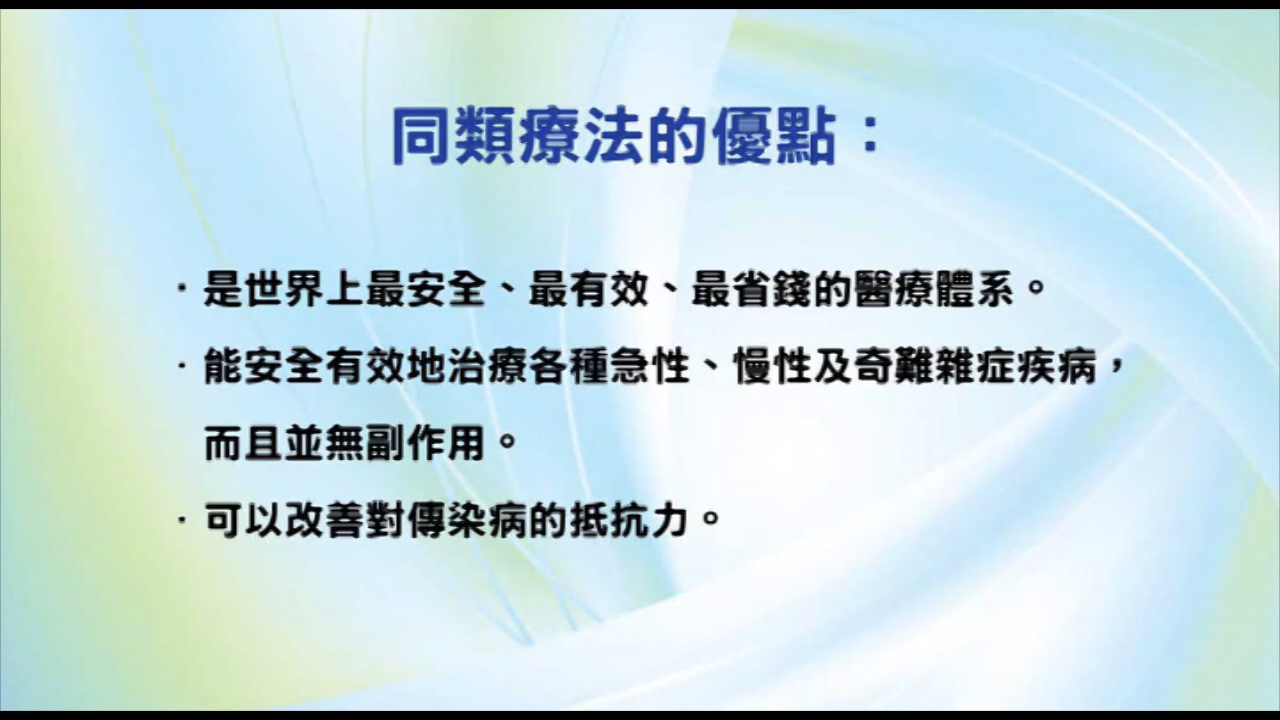 同類療法的優點：
·是世界上最安全、最有效、最省錢的醫療體系。
·能安全有效地治療各種急性、慢性及奇難雜症疾病，
而且並無副作用。
·可以改善對傳染病的抵抗力。